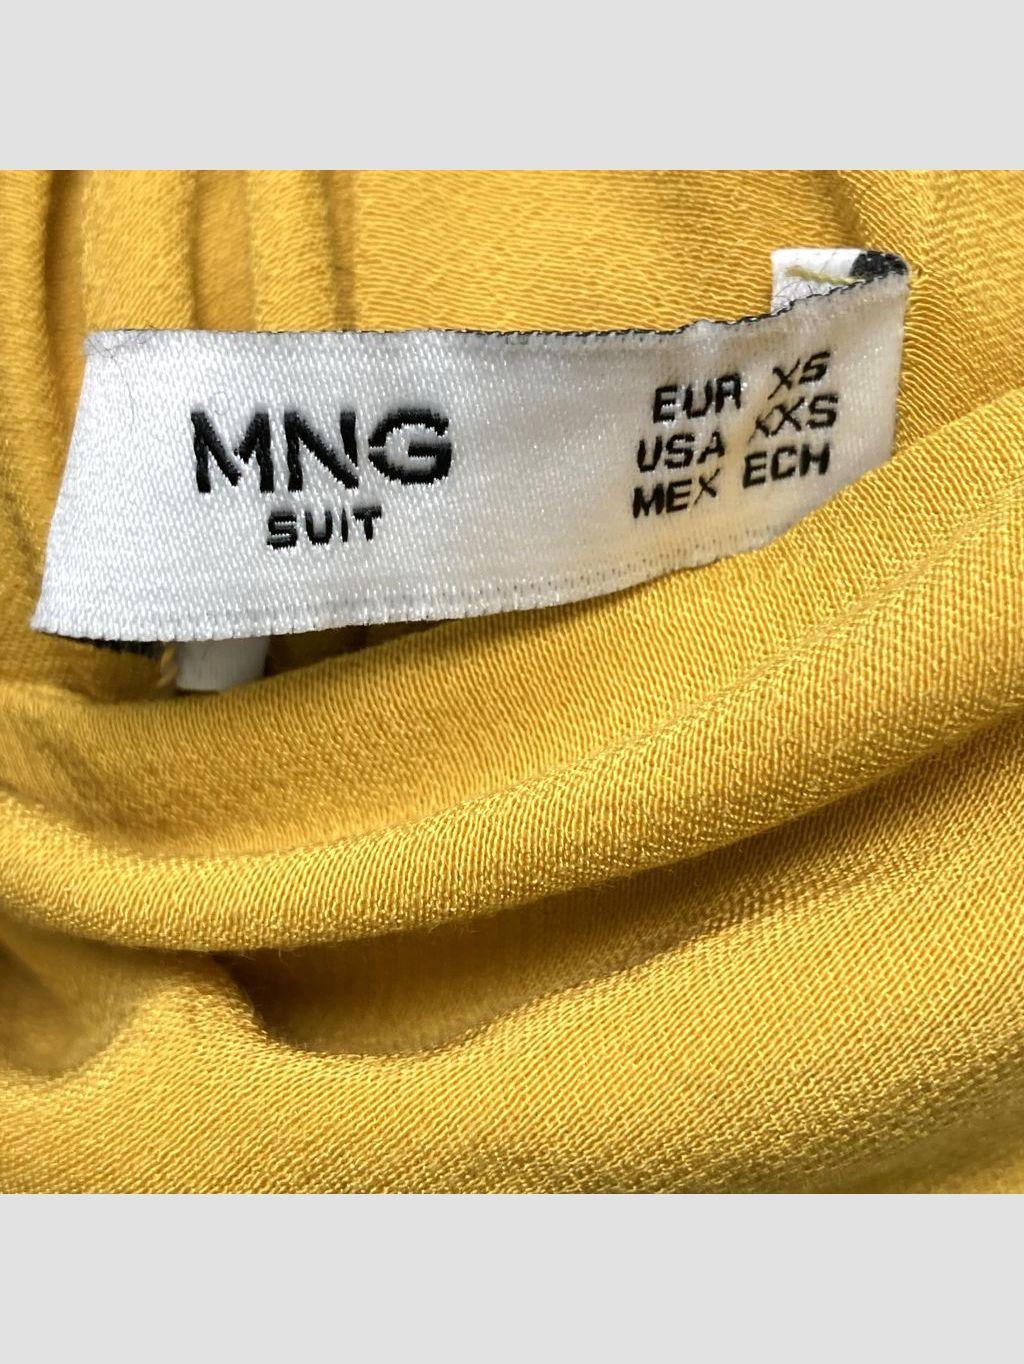 MNG
SUIT
EUR XS
USA XXS
MEX ECH